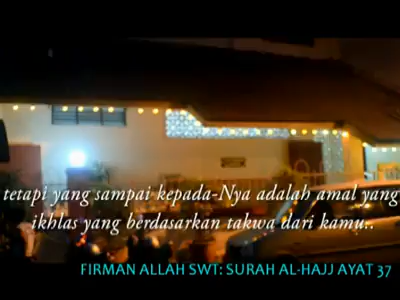 tetapi yang sampai kepada-Nya adalah amal yang
ikhlas yang berdasarkan takwa dari kamu:.
FIRMAN ALLAH SWT: SURAH AL-HAJJ AYAT 37